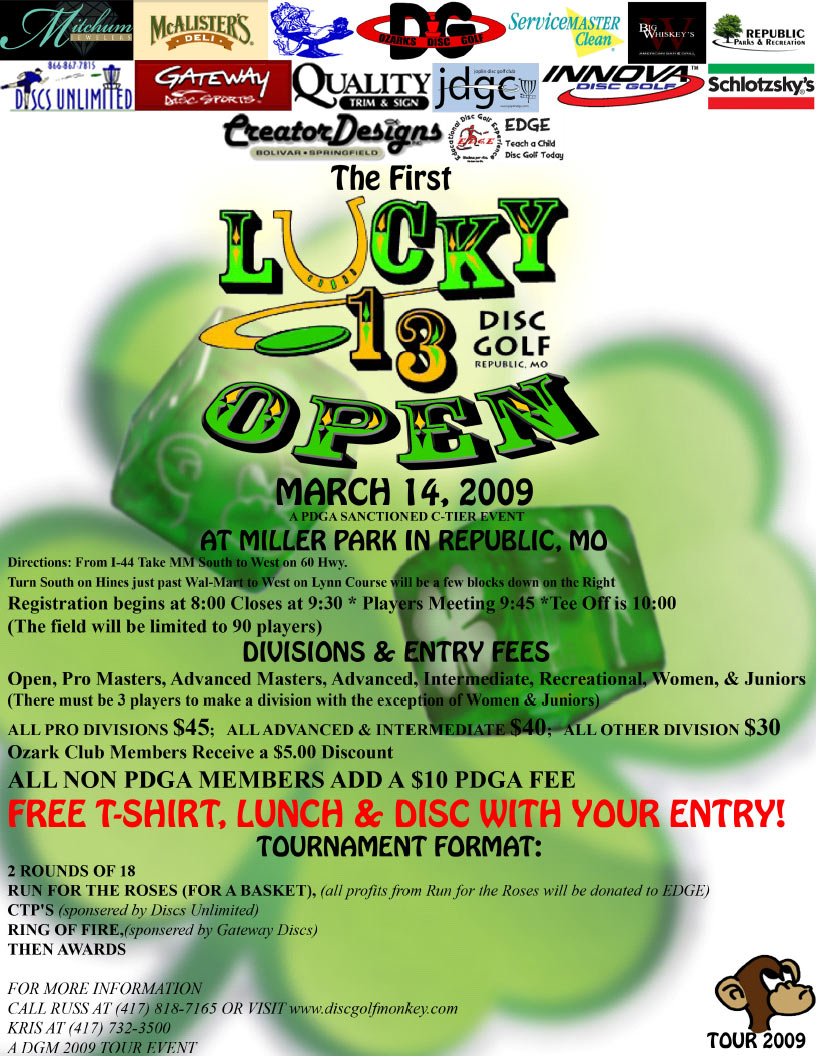 Mitchum
JEWELERS
McALISTER'S
DELI
OZARKS DISC GOLF
ServiceMASTER
Clean
BIG
WHISKEY'S
REPUBLIC
Parks & Recreation
866-867-7815
DISCS UNLIMITED
GATEWAY
DISC SPORTS
QUALITY
TRIM & SIGN
joplin disc golf club
jdgc
INNOVA™
DISC GOLF
Schlotzsky's
CreatorDesigns
BOLIVAR • SPRINGFIELD
Educational Disc Golf Experience
EDGE
EDGE
Teach a Child
Disc Golf Today
The First
LUCKY
13
DISC
GOLF
REPUBLIC, MO
OPEN
MARCH 14, 2009
A PDGA SANCTIONED C-TIER EVENT
AT MILLER PARK IN REPUBLIC, MO
Directions: From I-44 Take MM South to West on 60 Hwy.
Turn South on Hines just past Wal-Mart to West on Lynn Course will be a few blocks down on the Right
Registration begins at 8:00 Closes at 9:30 * Players Meeting 9:45 *Tee Off is 10:00
(The field will be limited to 90 players)
DIVISIONS & ENTRY FEES
Open, Pro Masters, Advanced Masters, Advanced, Intermediate, Recreational, Women, & Juniors
(There must be 3 players to make a division with the exception of Women & Juniors)
ALL PRO DIVISIONS $45; ALL ADVANCED & INTERMEDIATE $40; ALL OTHER DIVISION $30
Ozark Club Members Receive a $5.00 Discount
ALL NON PDGA MEMBERS ADD A $10 PDGA FEE
FREE T-SHIRT, LUNCH & DISC WITH YOUR ENTRY!
TOURNAMENT FORMAT:
2 ROUNDS OF 18
RUN FOR THE ROSES (FOR A BASKET), (all profits from Run for the Roses will be donated to EDGE)
CTP'S (sponsered by Discs Unlimited)
RING OF FIRE,(sponsered by Gateway Discs)
THEN AWARDS
FOR MORE INFORMATION
CALL RUSS AT (417) 818-7165 OR VISIT www.discgolfmonkey.com
KRIS AT (417) 732-3500
A DGM 2009 TOUR EVENT
TOUR 2009